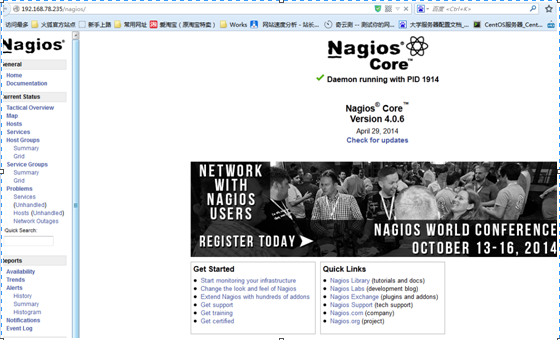 192.168.78.235/nagios/
百度 <Ctrl+K>
最近访问 火狐官方站点 新手上路 常用网址 爱淘宝(原淘宝特卖) Works 网站速度分析 - 站长... 奇云测 -- 测试你的网... 大学服务器配置文档_... CentOS服务器_Cent...
Nagios®
General
Home
Documentation
Current Status
Tactical Overview
Map
Hosts
Services
Host Groups
Summary
Grid
Service Groups
Summary
Grid
Problems
Services
(Unhandled)
Hosts (Unhandled)
Network Outages
Quick Search:
Reports
Availability
Trends
Alerts
History
Summary
Histogram
Notifications
Event Log
Nagios®
Core™
Daemon running with PID 1914
Nagios® Core™
Version 4.0.6
April 29, 2014
Check for updates
NETWORK
WITH
NAGIOS
USERS
REGISTER TODAY
NAGIOS WORLD CONFERENCE
OCTOBER 13-16, 2014
Get Started
Start monitoring your infrastructure
Change the look and feel of Nagios
Extend Nagios with hundreds of addons
Get support
Get training
Get certified
Quick Links
Nagios Library (tutorials and docs)
Nagios Labs (development blog)
Nagios Exchange (plugins and addons)
Nagios Support (tech support)
Nagios.com (company)
Nagios.org (project)